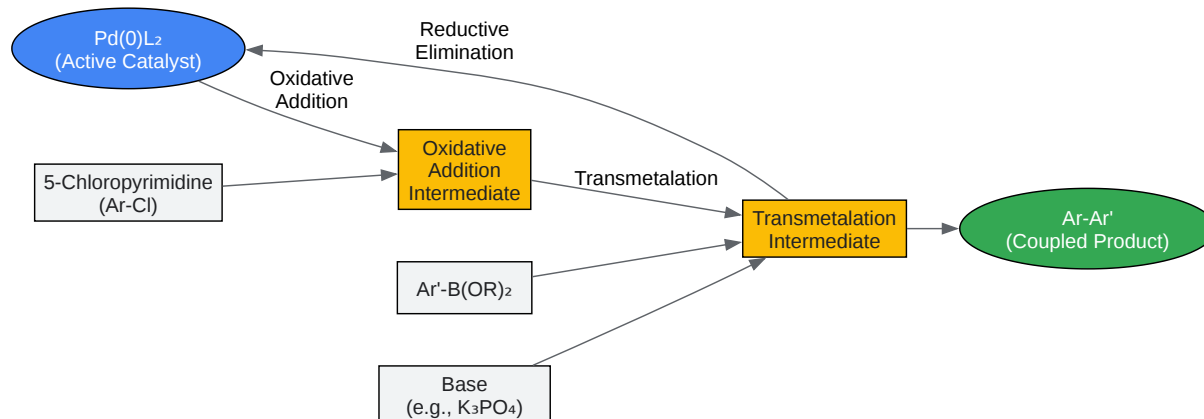 Pd(0)L₂
(Active Catalyst)
Reductive
Elimination
Oxidative
Addition
5-Chloropyrimidine
(Ar-Cl)
Oxidative
Addition
Intermediate
Transmetalation
Ar'-B(OR)₂
Base
(e.g., K₃PO₄)
Transmetalation
Intermediate
Ar-Ar'
(Coupled Product)